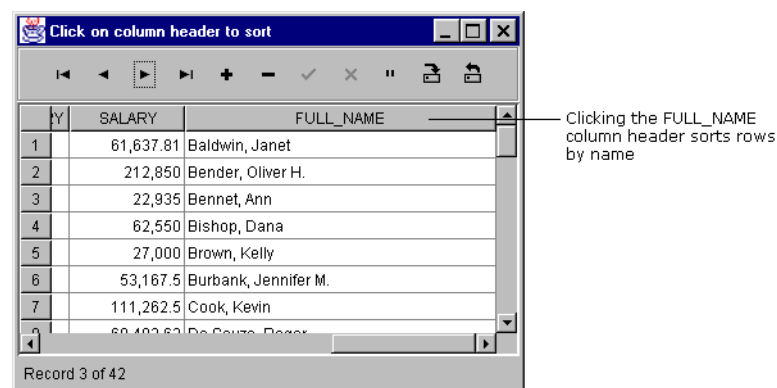 Click on column header to sort
Y SALARY FULL_NAME
1 61,637.81 Baldwin, Janet
2 212,850 Bender, Oliver H.
3 22,935 Bennet, Ann
4 62,550 Bishop, Dana
5 27,000 Brown, Kelly
6 53,167.5 Burbank, Jennifer M.
7 111,262.5 Cook, Kevin
Record 3 of 42
Clicking the FULL_NAME
column header sorts rows
by name